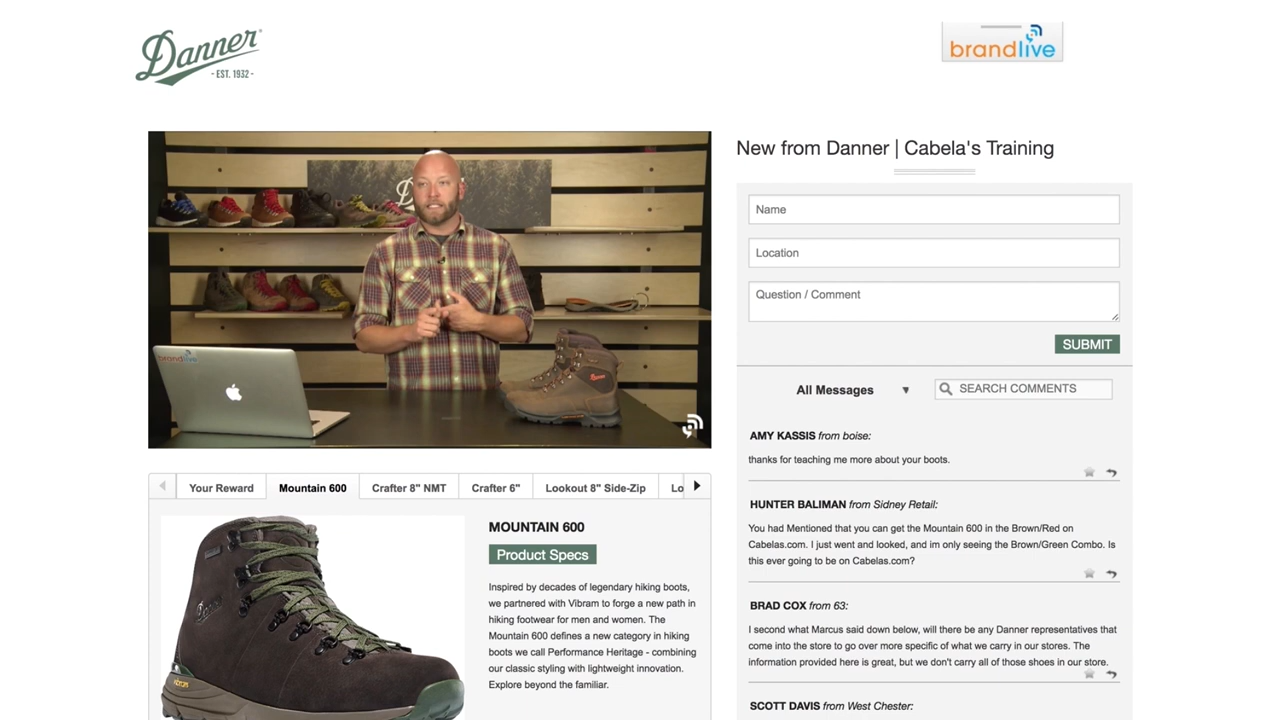 Danner
- EST. 1932 -
brandlive
New from Danner | Cabela's Training
Name
Location
Question / Comment
SUBMIT
brandlive
All Messages
SEARCH COMMENTS
AMY KASSIS from boise:
thanks for teaching me more about your boots.
HUNTER BALIMAN from Sidney Retail:
You had Mentioned that you can get the Mountain 600 in the Brown/Red on
Cabelas.com. I just went and looked, and im only seeing the Brown/Green Combo. Is
this ever going to be on Cabelas.com?
BRAD COX from 63:
I second what Marcus said down below, will there be any Danner representatives that
come into the store to go over more specific of what we carry in our stores. The
information provided here is great, but we don't carry all of those shoes in our store.
SCOTT DAVIS from West Chester:
Your Reward
Mountain 600
Crafter 8" NMT
Crafter 6"
Lookout 8" Side-Zip
Lo
MOUNTAIN 600
Product Specs
Inspired by decades of legendary hiking boots,
we partnered with Vibram to forge a new path in
hiking footwear for men and women. The
Mountain 600 defines a new category in hiking
boots we call Performance Heritage - combining
our classic styling with lightweight innovation.
Explore beyond the familiar.
Danner
vibram